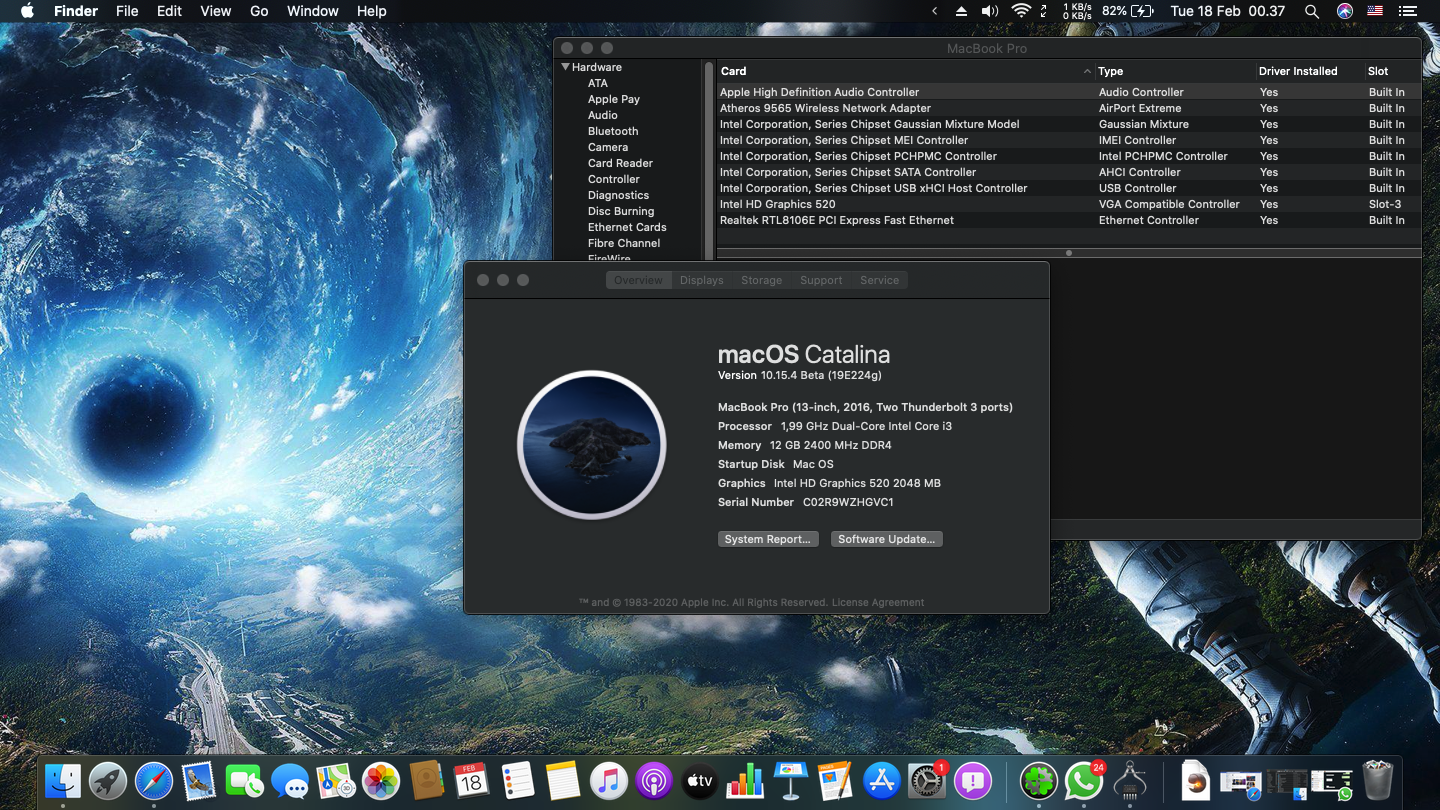 Finder File Edit View Go Window Help
1 KB/s
0 KB/s
82% Tue 18 Feb 00.37
MacBook Pro
Hardware
ATA
Apple Pay
Audio
Bluetooth
Camera
Card Reader
Controller
Diagnostics
Disc Burning
Ethernet Cards
Fibre Channel
FireWire
Card Type Driver Installed Slot
Apple High Definition Audio Controller Audio Controller Yes Built In
Atheros 9565 Wireless Network Adapter AirPort Extreme Yes Built In
Intel Corporation, Series Chipset Gaussian Mixture Model Gaussian Mixture Yes Built In
Intel Corporation, Series Chipset MEI Controller IMEI Controller Yes Built In
Intel Corporation, Series Chipset PCHPMC Controller Intel PCHPMC Controller Yes Built In
Intel Corporation, Series Chipset SATA Controller AHCI Controller Yes Built In
Intel Corporation, Series Chipset USB xHCI Host Controller USB Controller Yes Built In
Intel HD Graphics 520 VGA Compatible Controller Yes Slot-3
Realtek RTL8106E PCI Express Fast Ethernet Ethernet Controller Yes Built In
Overview Displays Storage Support Service
macOS Catalina
Version 10.15.4 Beta (19E224g)
MacBook Pro (13-inch, 2016, Two Thunderbolt 3 ports)
Processor 1,99 GHz Dual-Core Intel Core i3
Memory 12 GB 2400 MHz DDR4
Startup Disk Mac OS
Graphics Intel HD Graphics 520 2048 MB
Serial Number C02R9WZHGVC1
System Report... Software Update...
™ and © 1983-2020 Apple Inc. All Rights Reserved. License Agreement
FEB
18
tv
1
24